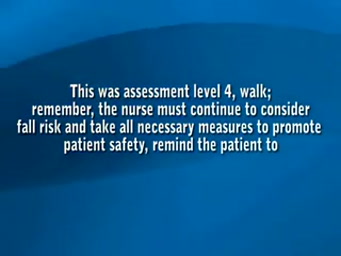 This was assessment level 4, walk;
remember, the nurse must continue to consider
fall risk and take all necessary measures to promote
patient safety, remind the patient to